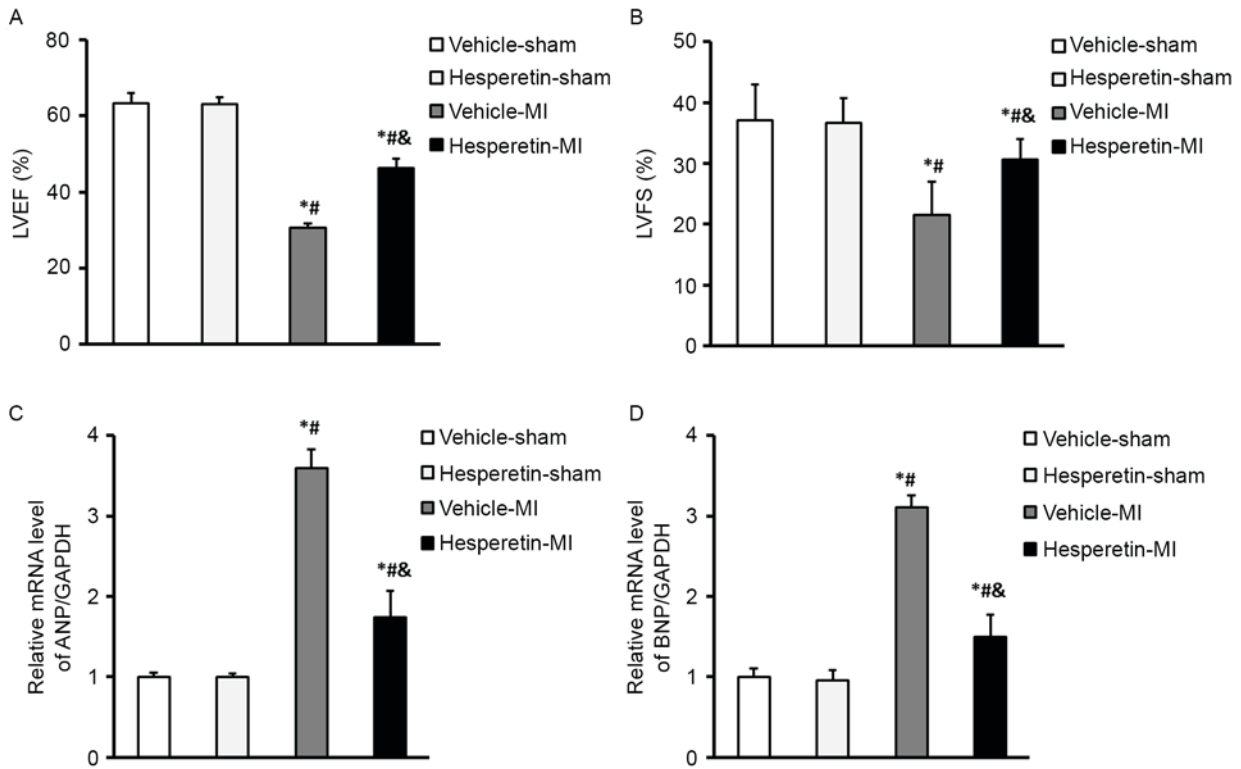 A
LVEF (%)
80
60
40
20
0
*#
*#&
Vehicle-sham
Hesperetin-sham
Vehicle-MI
Hesperetin-MI
B
LVFS (%)
50
40
30
20
10
0
*#
*#&
Vehicle-sham
Hesperetin-sham
Vehicle-MI
Hesperetin-MI
C
Relative mRNA level
of ANP/GAPDH
4
3
2
1
0
*#
*#&
Vehicle-sham
Hesperetin-sham
Vehicle-MI
Hesperetin-MI
D
Relative mRNA level
of BNP/GAPDH
4
3
2
1
0
*#
*#&
Vehicle-sham
Hesperetin-sham
Vehicle-MI
Hesperetin-MI